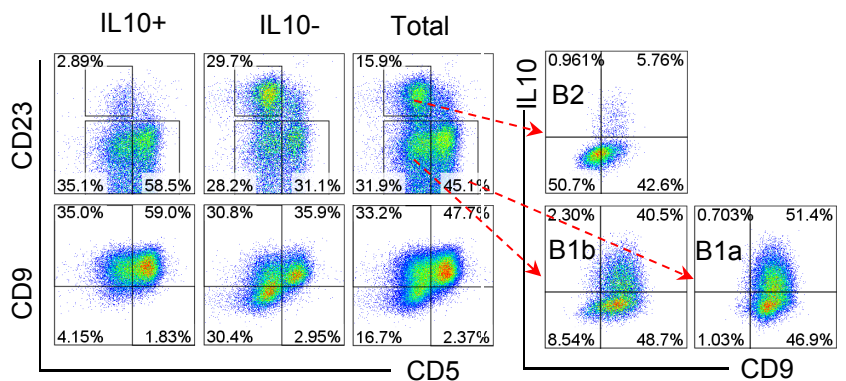 IL10+ IL10- Total
2.89% 29.7% 15.9%
CD23
35.1% 58.5% 28.2% 31.1% 31.9% 45.1%
35.0% 59.0% 30.8% 35.9% 33.2% 47.7%
CD9
4.15% 1.83% 30.4% 2.95% 16.7% 2.37%
CD5
0.961% 5.76%
IL10
B2
50.7% 42.6%
2.30% 40.5% 0.703% 51.4%
B1b B1a
8.54% 48.7% 1.03% 46.9%
CD9